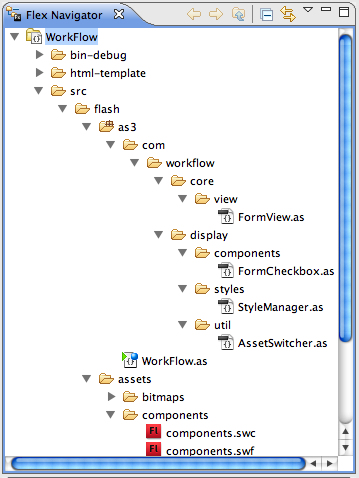 Flex Navigator
WorkFlow
bin-debug
html-template
src
flash
as3
com
workflow
core
view
FormView.as
display
components
FormCheckbox.as
styles
StyleManager.as
util
AssetSwitcher.as
WorkFlow.as
assets
bitmaps
components
FL components.swc
FL components.swf